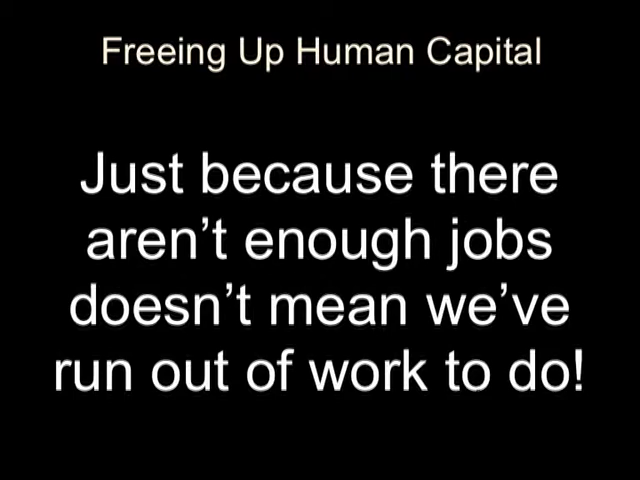 Freeing Up Human Capital
Just because there
aren’t enough jobs
doesn’t mean we’ve
run out of work to do!